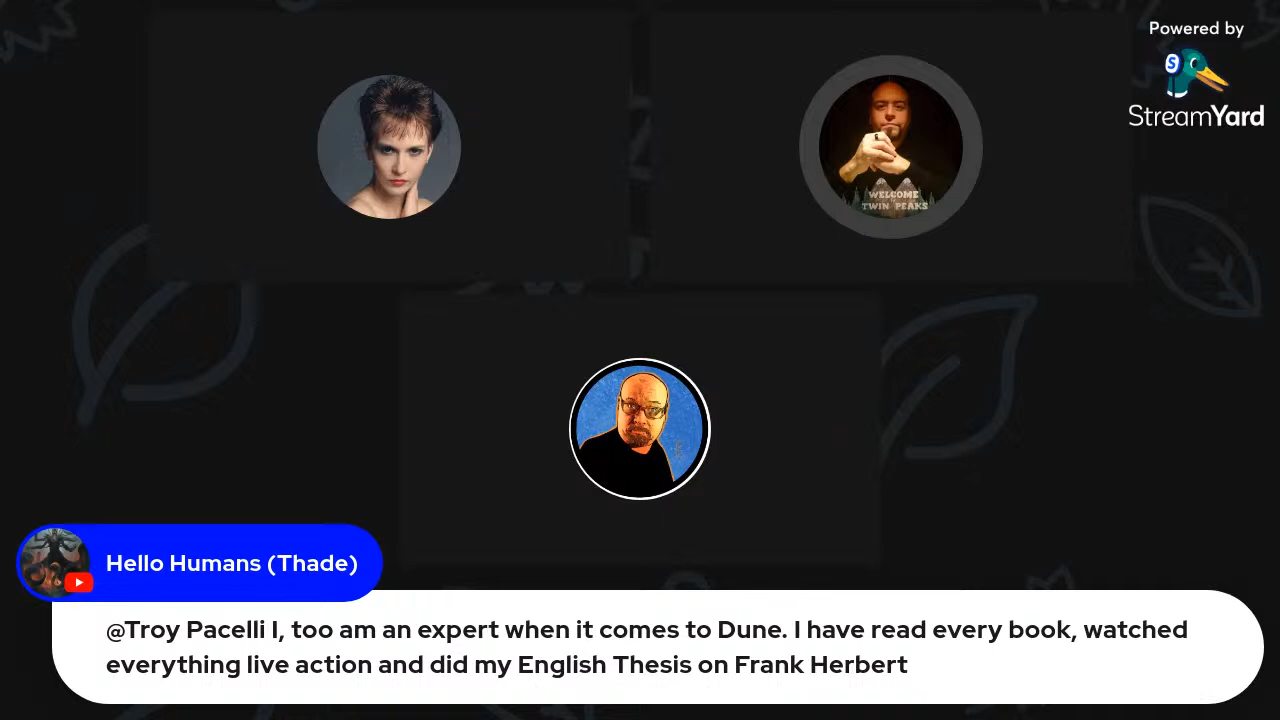 Powered by
StreamYard
WELCOME
TWIN PEAKS
Hello Humans (Thade)
@Troy Pacelli I, too am an expert when it comes to Dune. I have read every book, watched
everything live action and did my English Thesis on Frank Herbert